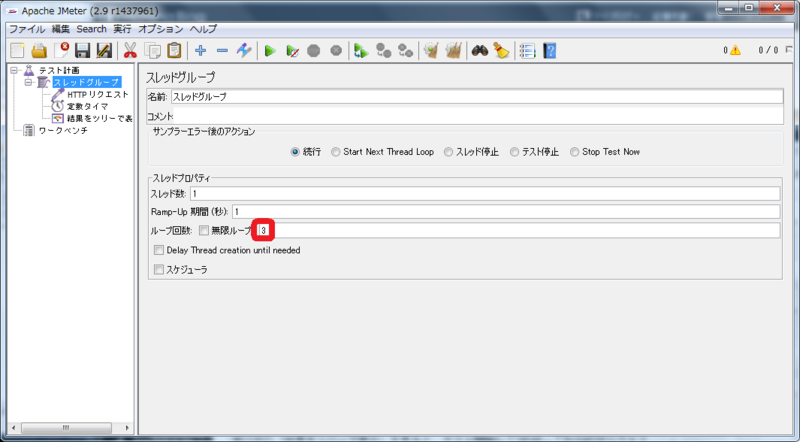 Apache JMeter (2.9 r1437961)
ファイル 編集 Search 実行 オプション ヘルプ
0 0 / 0
テスト計画
スレッドグループ
HTTP リクエスト
定数タイマ
結果をツリーで表
ワークベンチ
スレッドグループ
名前: スレッドグループ
コメント
サンプラーエラー後のアクション
続行 Start Next Thread Loop スレッド停止 テスト停止 Stop Test Now
スレッドプロパティ
スレッド数: 1
Ramp-Up 期間 (秒): 1
ループ回数: 無限ループ 3
Delay Thread creation until needed
スケジューラ